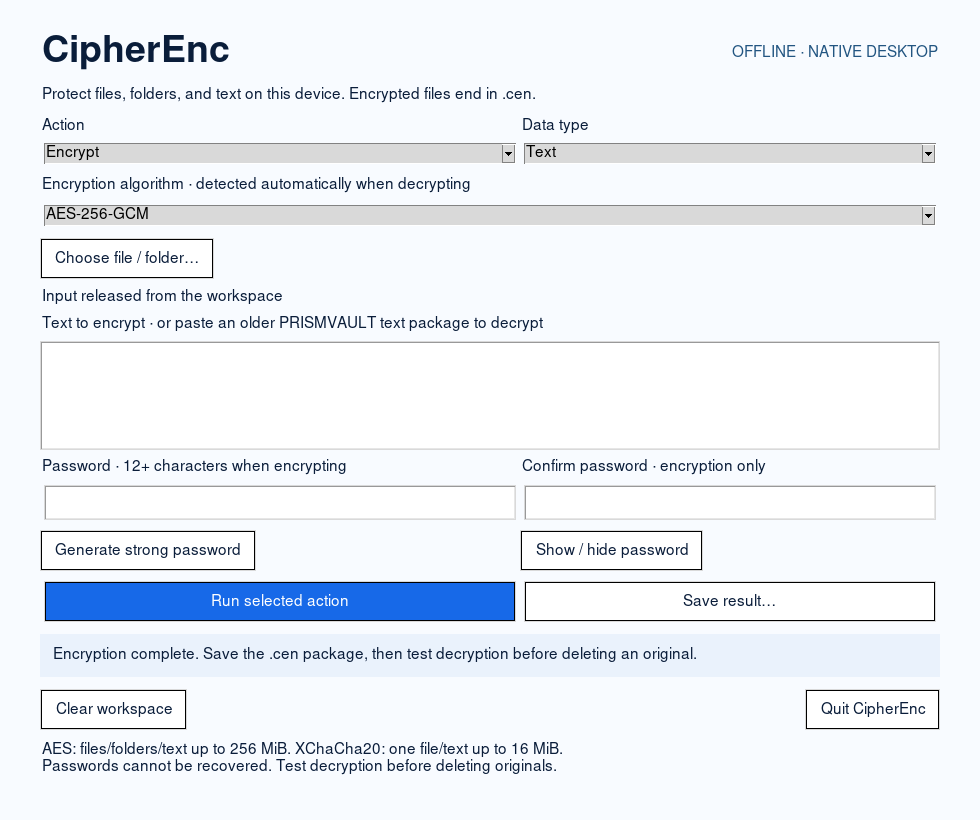 CipherEnc
OFFLINE · NATIVE DESKTOP
Protect files, folders, and text on this device. Encrypted files end in .cen.
Action
Data type
Encrypt
Text
Encryption algorithm · detected automatically when decrypting
AES-256-GCM
Choose file / folder…
Input released from the workspace
Text to encrypt · or paste an older PRISMVAULT text package to decrypt
Password · 12+ characters when encrypting
Confirm password · encryption only
Generate strong password
Show / hide password
Run selected action
Save result…
Encryption complete. Save the .cen package, then test decryption before deleting an original.
Clear workspace
Quit CipherEnc
AES: files/folders/text up to 256 MiB. XChaCha20: one file/text up to 16 MiB.
Passwords cannot be recovered. Test decryption before deleting originals.